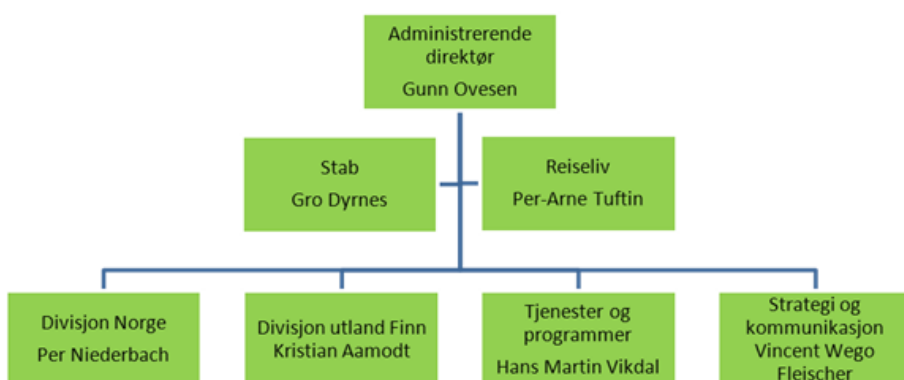 Administrerende
direktør
Gunn Ovesen
Stab
Gro Dyrnes
Reiseliv
Per-Arne Tuftin
Divisjon Norge
Per Niederbach
Divisjon utland Finn
Kristian Aamodt
Tjenester og
programmer
Hans Martin Vikdal
Strategi og
kommunikasjon
Vincent Wego
Fleischer